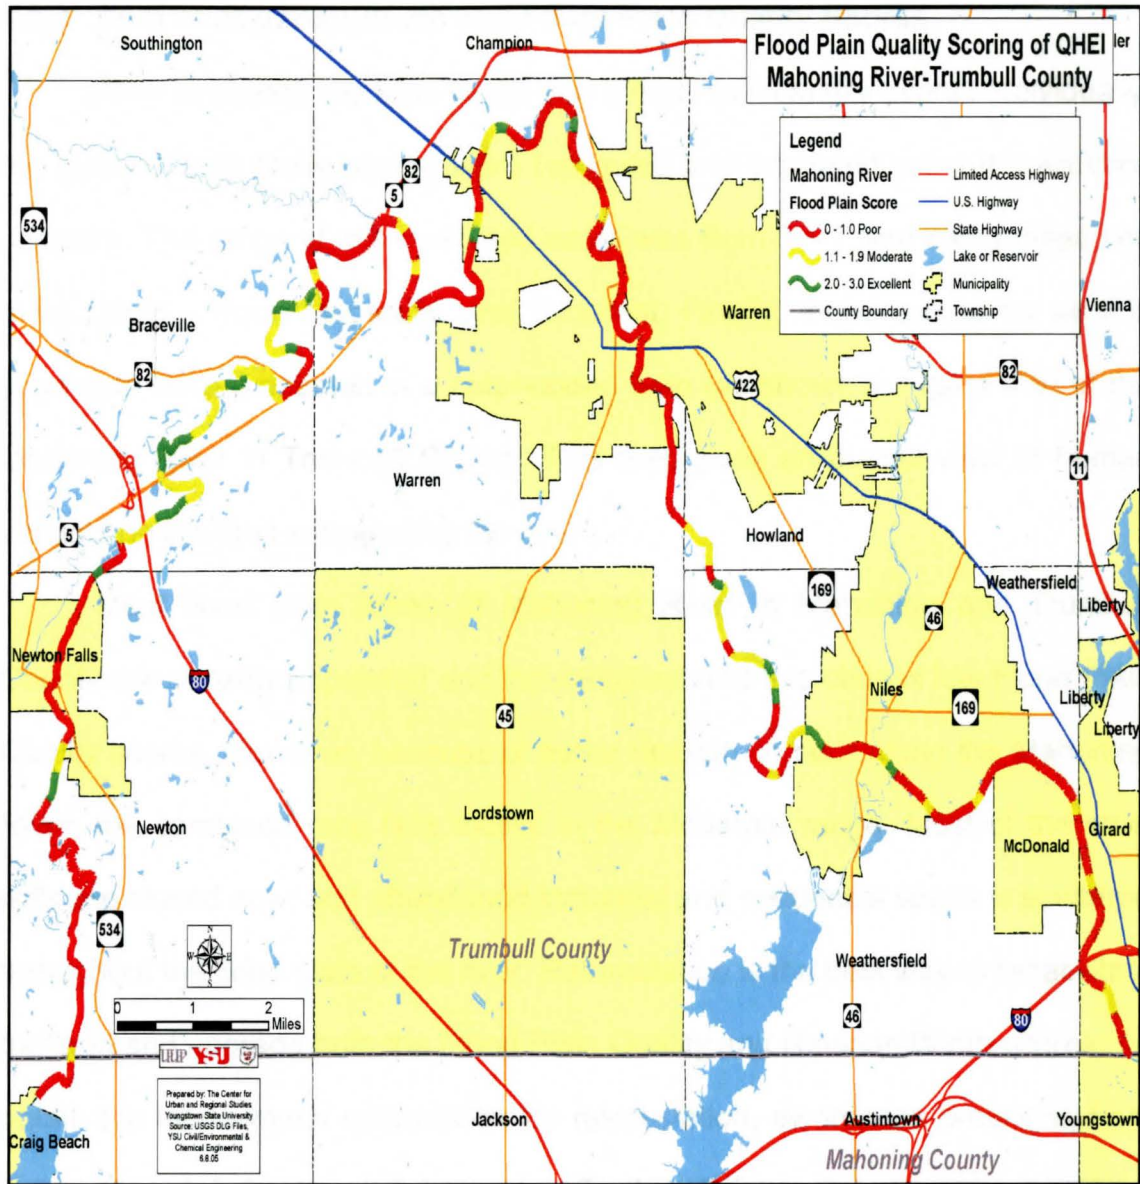 Flood Plain Quality Scoring of QHEI
Mahoning River-Trumbull County
Legend
Mahoning River
Flood Plain Score
0 - 1.0 Poor
1.1 - 1.9 Moderate
2.0 - 3.0 Excellent
County Boundary
Limited Access Highway
U.S. Highway
State Highway
Lake or Reservoir
Municipality
Township
Southington
Champion
ler
82
5
534
Braceville
Warren
Vienna
82
422
82
Warren
11
5
Howland
Weathersfield
169
46
Liberty
Newton Falls
80
Niles
Liberty
45
169
Liberty
Newton
Lordstown
Girard
McDonald
534
Trumbull County
Weathersfield
N
W E
S
0 1 2
Miles
46
80
YSU
Prepared by: The Center for
Urban and Regional Studies
Youngstown State University
Source: USGS DLG Files,
YSU Civil/Environmental &
Chemical Engineering
6.8.05
Craig Beach
Jackson
Austintown
Youngstown
Mahoning County